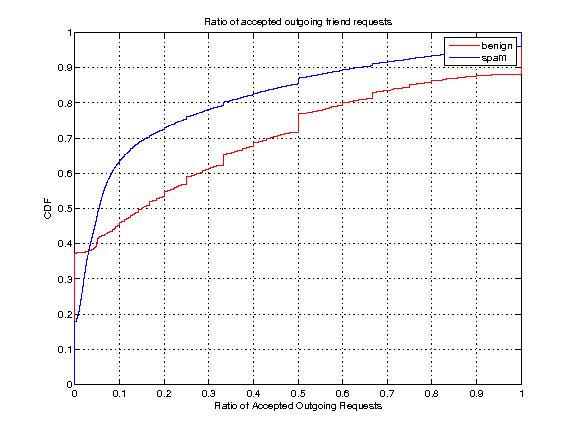 Ratio of accepted outgoing friend requests
1
0.9
0.8
0.7
0.6
0.5
0.4
0.3
0.2
0.1
0
CDF
benign
spam
0 0.1 0.2 0.3 0.4 0.5 0.6 0.7 0.8 0.9 1
Ratio of Accepted Outgoing Requests